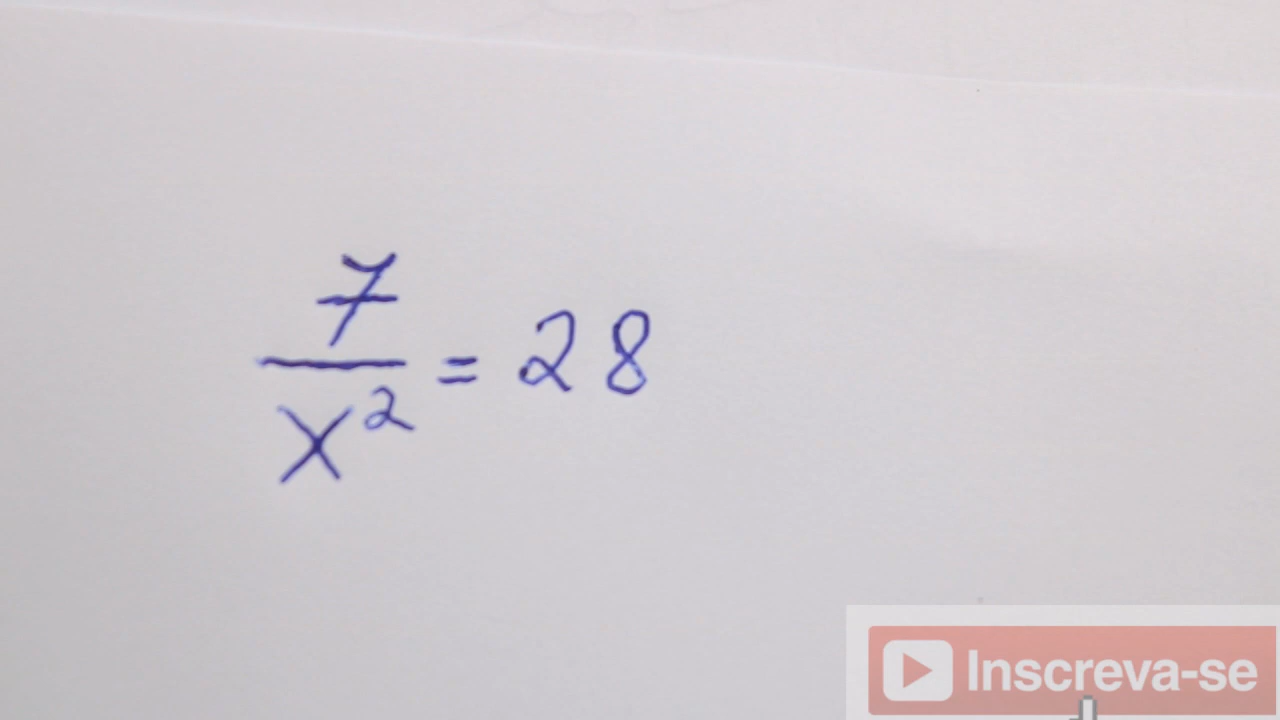 7/x² = 28
Inscreva-se